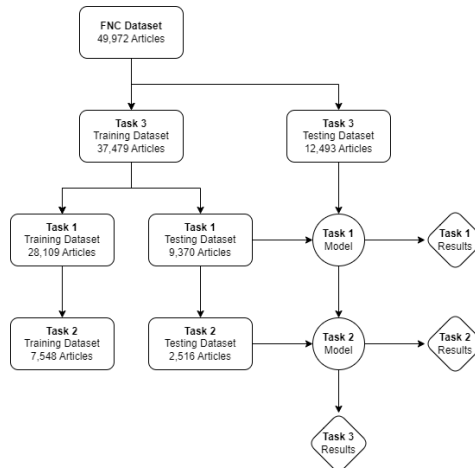 FNC Dataset
49,972 Articles
Task 3
Training Dataset
37,479 Articles
Task 3
Testing Dataset
12,493 Articles
Task 1
Training Dataset
28,109 Articles
Task 1
Testing Dataset
9,370 Articles
Task 1
Model
Task 1
Results
Task 2
Training Dataset
7,548 Articles
Task 2
Testing Dataset
2,516 Articles
Task 2
Model
Task 2
Results
Task 3
Results